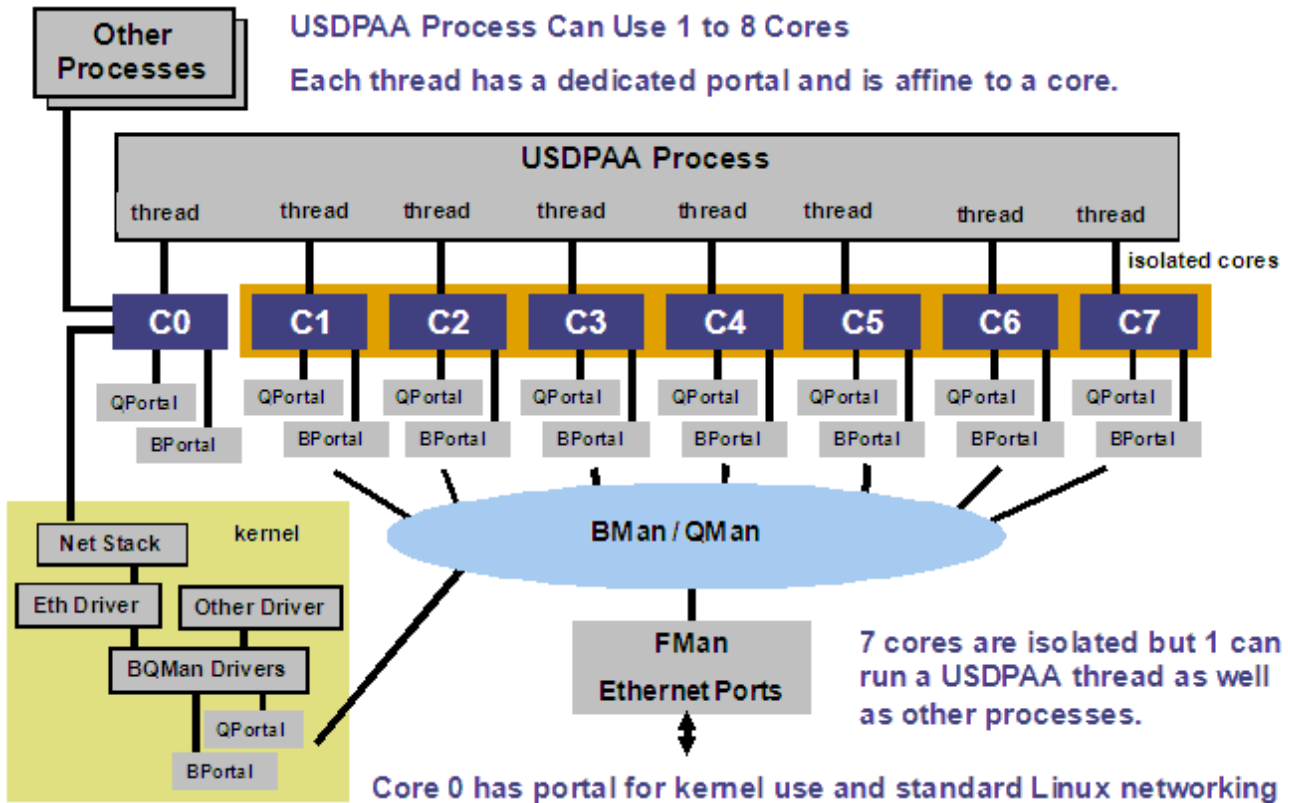 Other
Processes
USDPAA Process Can Use 1 to 8 Cores
Each thread has a dedicated portal and is affine to a core.
USDPAA Process
thread thread thread thread thread thread thread thread
isolated cores
C0 C1 C2 C3 C4 C5 C6 C7
QPortal QPortal QPortal QPortal QPortal QPortal QPortal QPortal
BPortal BPortal BPortal BPortal BPortal BPortal BPortal BPortal
kernel
Net Stack
Eth Driver Other Driver
BQMan Drivers
QPortal
BPortal
BMan / QMan
FMan
Ethernet Ports
7 cores are isolated but 1 can
run a USDPAA thread as well
as other processes.
Core 0 has portal for kernel use and standard Linux networking